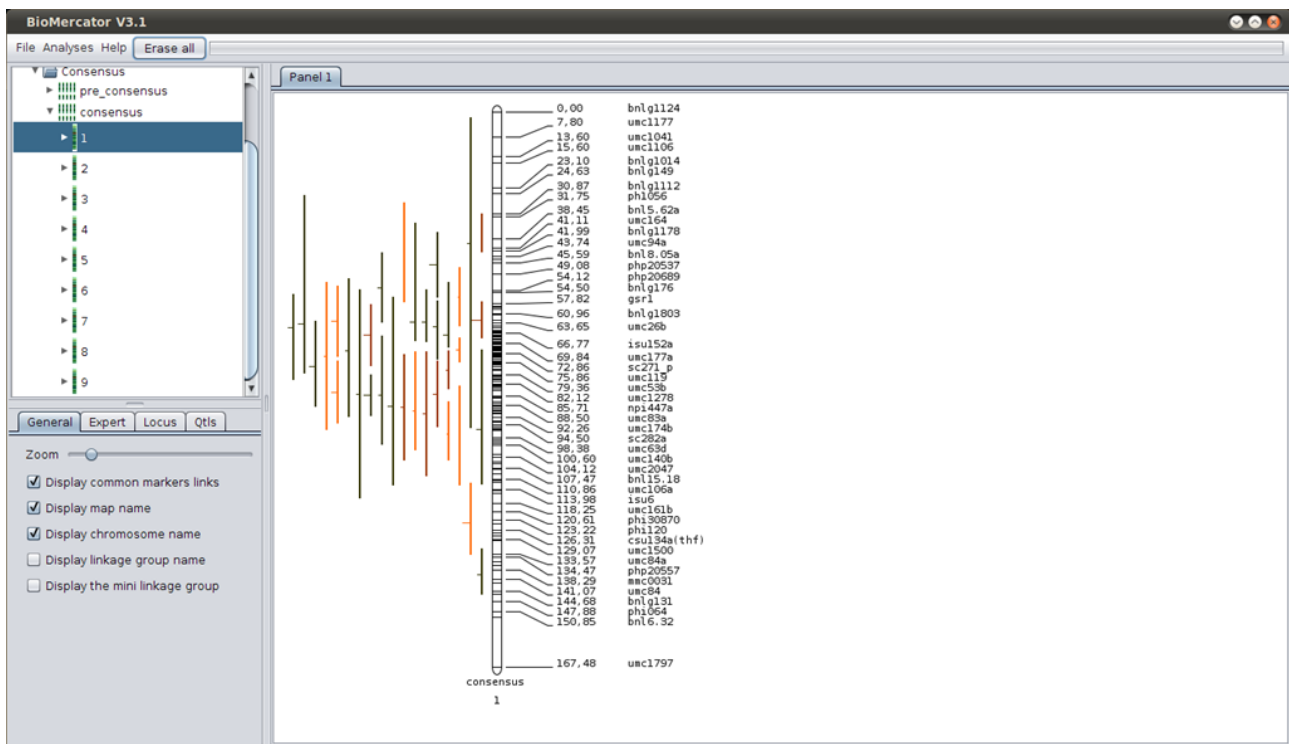 BioMercator V3.1
File Analyses Help Erase all
Consensus
pre_consensus
consensus
1
2
3
4
5
6
7
8
9
General Expert Locus Qtls
Zoom
Display common markers links
Display map name
Display chromosome name
Display linkage group name
Display the mini linkage group
Panel 1
0,00 bnlg1124
7,80 umc1177
13,60 umc1041
15,60 umc1106
23,10 bnlg1014
24,63 bnlg149
30,87 bnlg1112
31,75 phi056
38,45 bnl5.62a
41,11 umc164
41,99 bnlg1178
43,74 umc94a
45,59 bnl8.05a
49,08 php20537
54,12 php20689
54,50 bnlg176
57,82 gsr1
60,96 bnlg1803
63,65 umc26b
66,77 isu152a
69,84 umc177a
72,86 sc271_p
75,86 umc119
79,36 umc53b
82,12 umc1278
85,71 npi447a
88,50 umc83a
92,26 umc174b
94,50 sc282a
98,38 umc63d
100,60 umc140b
104,12 umc2047
107,47 bnl15.18
110,86 umc106a
113,98 isu6
118,25 umc161b
120,61 phi30870
123,22 phi120
126,31 csu134a(thf)
129,07 umc1500
133,57 umc84a
134,47 php20557
138,29 mmc0031
141,07 umc84
144,68 bnlg131
147,88 phi064
150,85 bnl6.32
167,48 umc1797
consensus
1